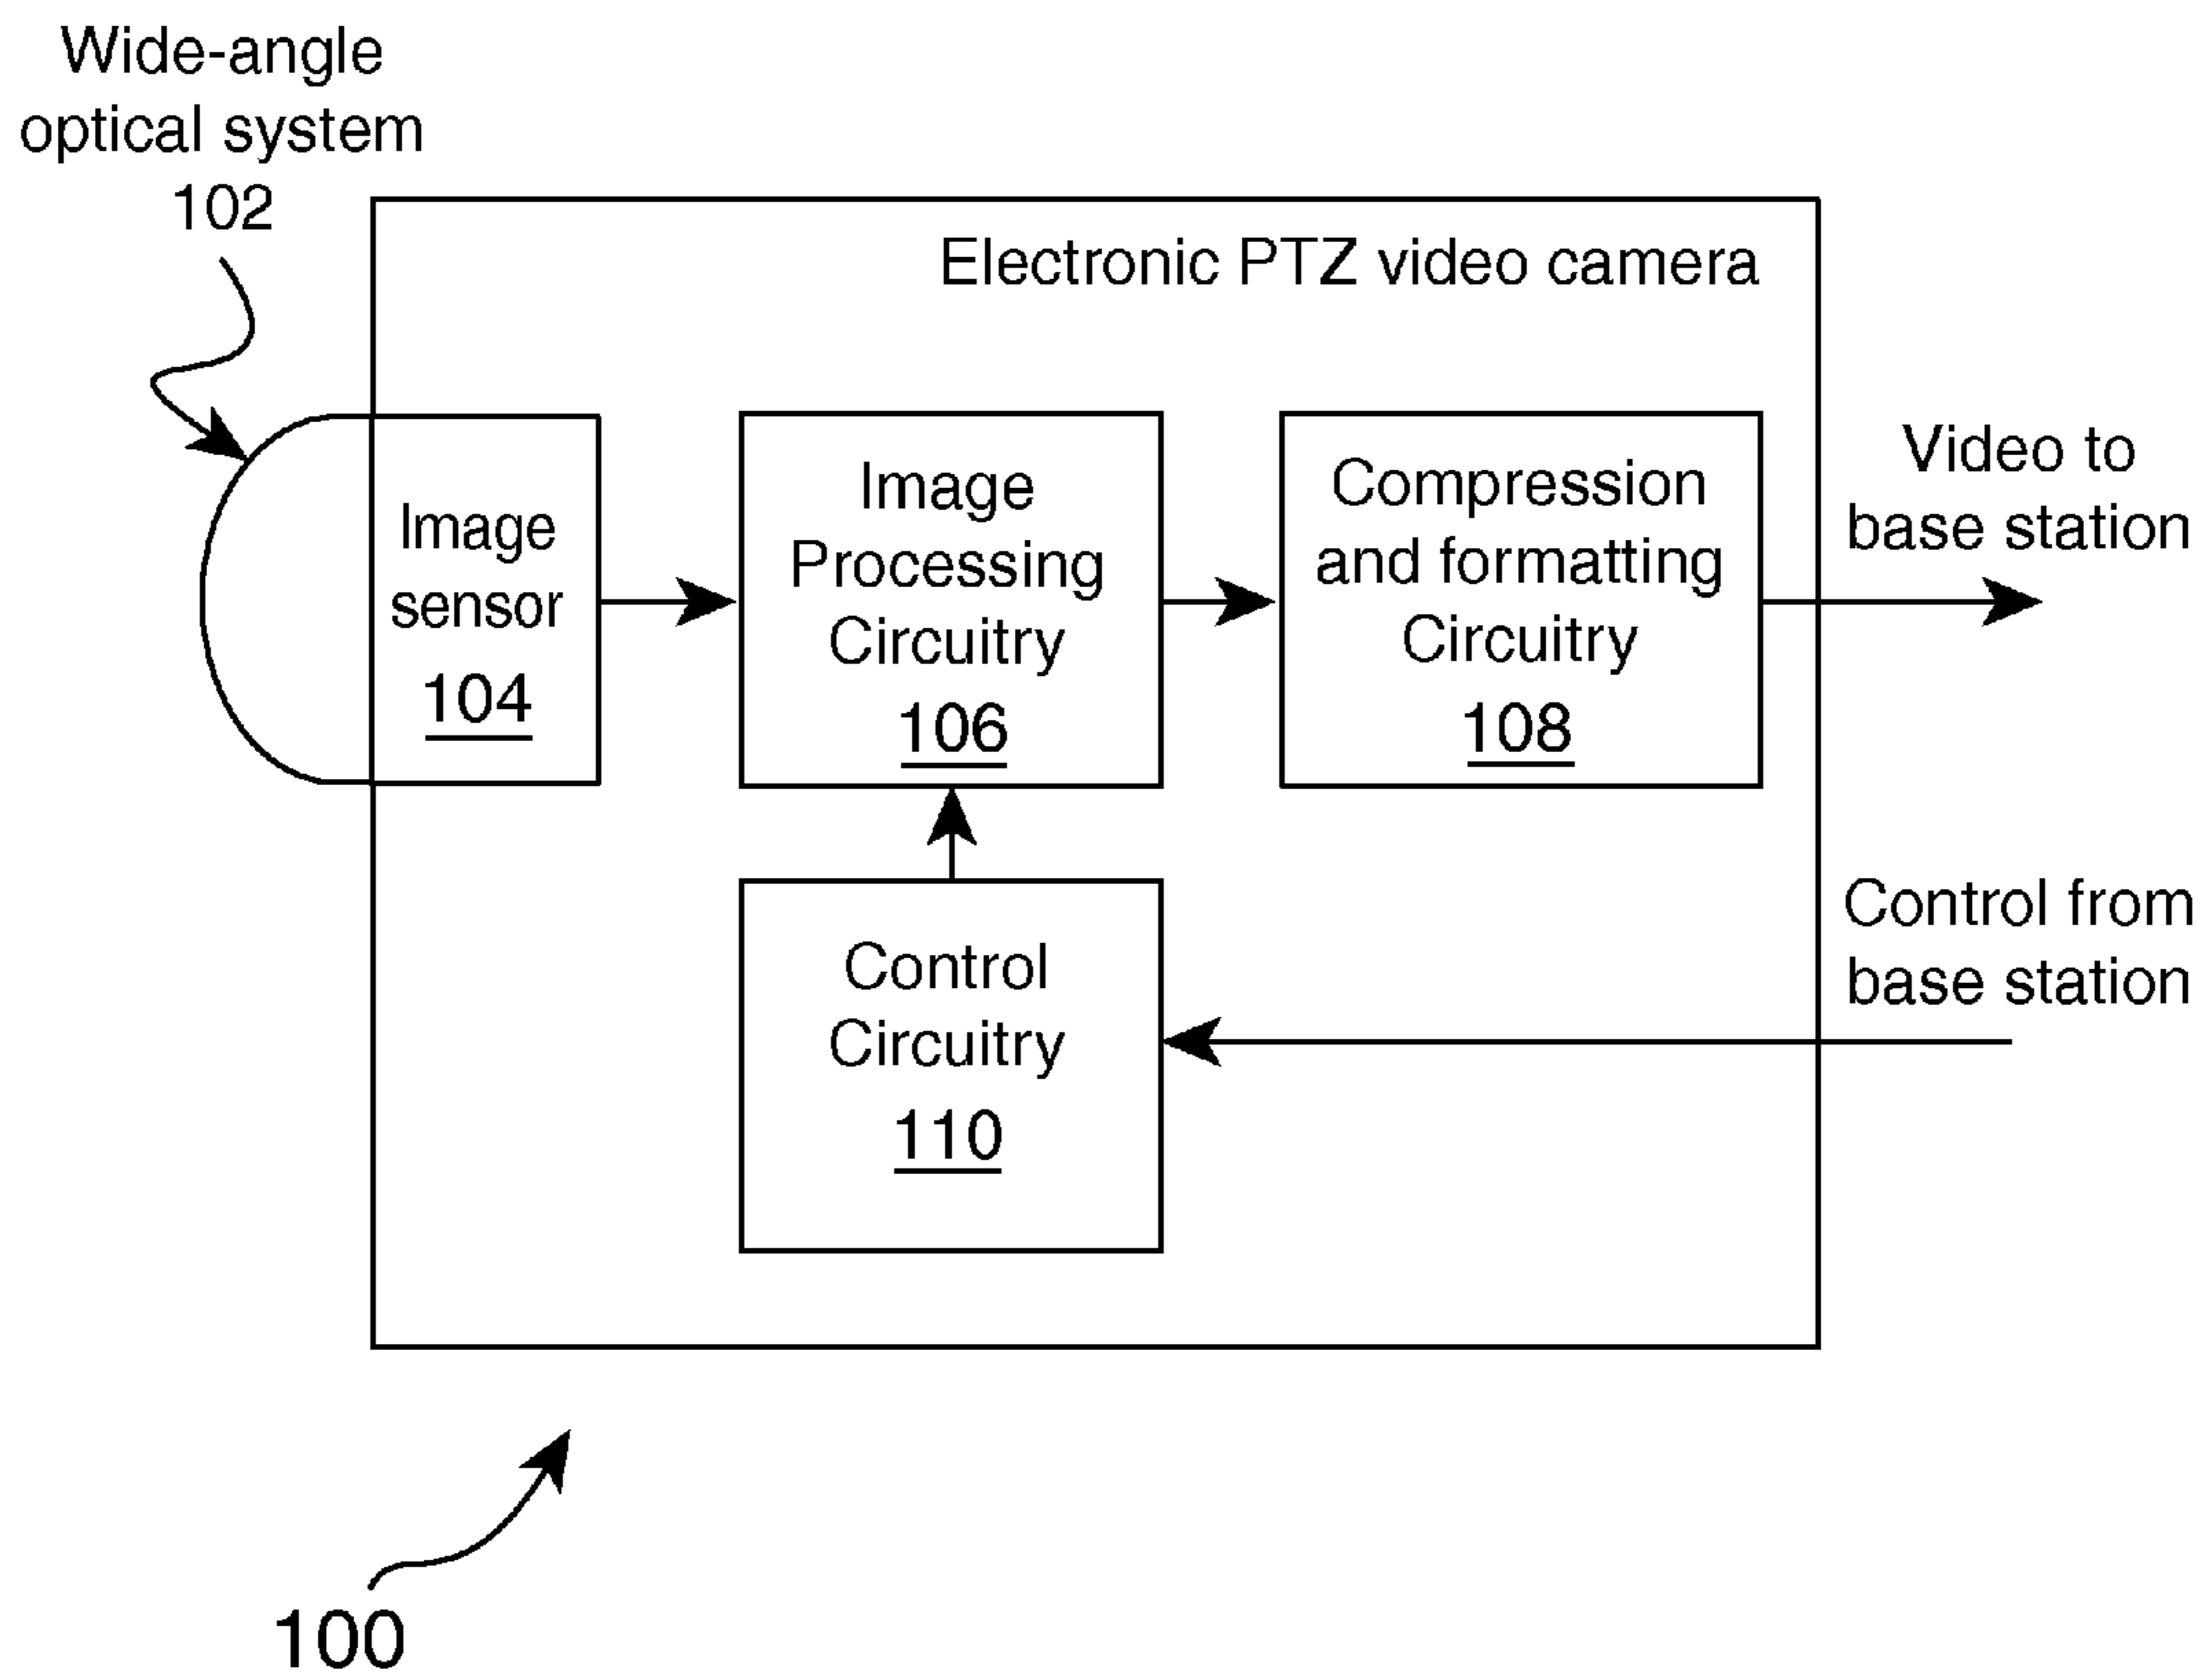 Wide-angle
optical system
102
Electronic PTZ video camera
Image
sensor
104
Image
Processing
Circuitry
106
Compression
and formatting
Circuitry
108
Video to
base station
Control
Circuitry
110
Control from
base station
100